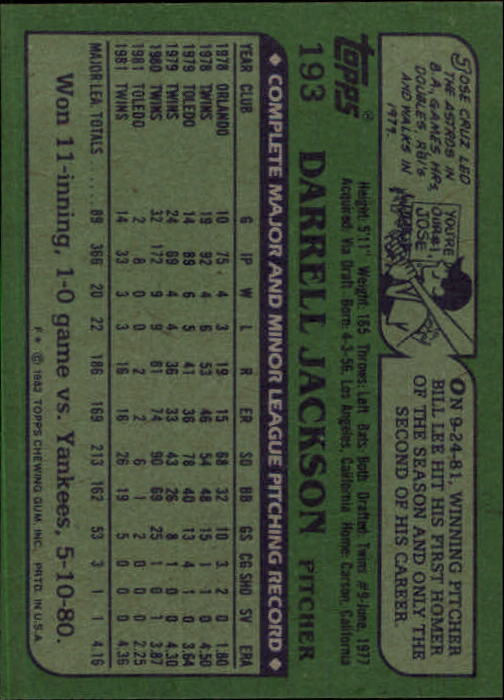 JOSE CRUZ LED
THE ASTROS IN
B.A., GAMES, HRs,
DOUBLES, RBI's
AND WALKS IN
1979.
YOU'RE
OUR #1,
JOSE
ON 9-24-81, WINNING PITCHER
BILL LEE HIT HIS FIRST HOMER
OF THE SEASON AND ONLY THE
SECOND OF HIS CAREER
topps®
193 DARRELL JACKSON PITCHER
Height: 5'11" Weight: 165 Throws: Left Bats: Both Drafted: Twins #9-June, 1977
Acquired: Via Draft Born: 4-3-56, Los Angeles, California Home: Carson, California
◆ COMPLETE MAJOR AND MINOR LEAGUE PITCHING RECORD ◆
YEAR CLUB G IP W L R ER SO BB GS CG SHO SV ERA
1978 ORLANDO 10 75 4 3 19 15 68 32 10 3 2 0 1.80
1978 TWINS 19 92 4 6 53 46 54 48 15 1 1 0 4.50
1979 TOLEDO 14 89 6 5 41 36 78 40 13 4 1 0 3.64
1979 TWINS 24 69 4 4 36 33 43 26 8 1 0 0 4.30
1980 TWINS 32 172 9 9 81 74 90 69 25 1 0 1 3.87
1981 TOLEDO 2 8 0 0 2 2 6 1 2 0 0 0 2.25
1981 TWINS 14 33 3 3 16 16 26 19 5 0 0 0 4.36
MAJOR LEA. TOTALS ..... 89 366 20 22 186 169 213 162 53 3 1 1 4.16
Won 11-inning, 1-0 game vs. Yankees, 5-10-80.
F* © 1982 TOPPS CHEWING GUM, INC. PRTD. IN U.S.A.